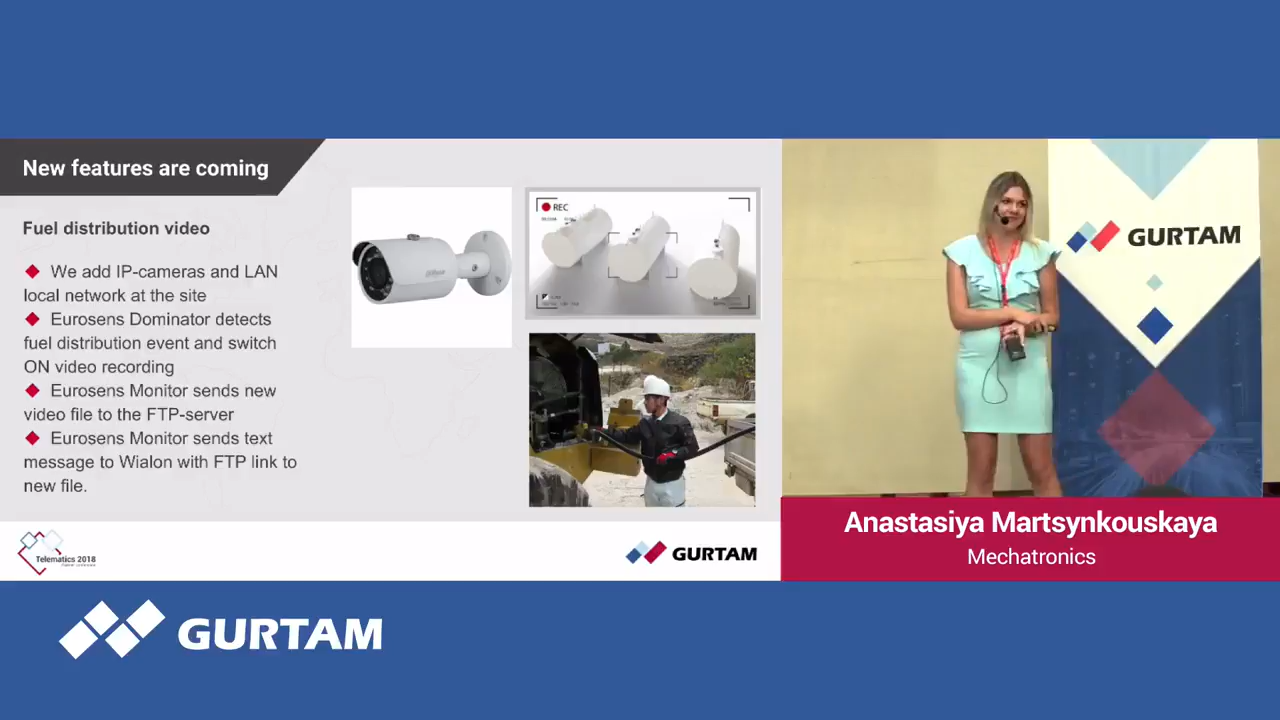 New features are coming
Fuel distribution video
◆ We add IP-cameras and LAN
local network at the site
◆ Eurosens Dominator detects
fuel distribution event and switch
ON video recording
◆ Eurosens Monitor sends new
video file to the FTP-server
◆ Eurosens Monitor sends text
message to Wialon with FTP link to
new file.
REC
Telematics 2018
GURTAM
GURTAM
Anastasiya Martsynkouskaya
Mechatronics
GURTAM